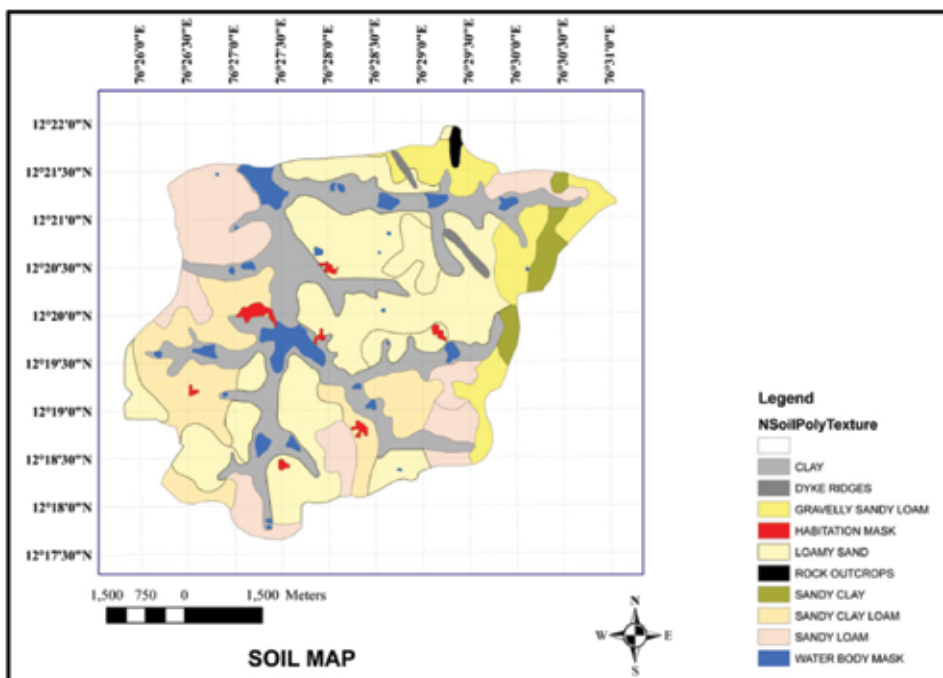 76°26'0"E
76°26'30"E
76°27'0"E
76°27'30"E
76°28'0"E
76°28'30"E
76°29'0"E
76°29'30"E
76°30'0"E
76°30'30"E
76°31'0"E
12°22'0"N
12°21'30"N
12°21'0"N
12°20'30"N
12°20'0"N
12°19'30"N
12°19'0"N
12°18'30"N
12°18'0"N
12°17'30"N
Legend
NSoilPolyTexture
CLAY
DYKE RIDGES
GRAVELLY SANDY LOAM
HABITATION MASK
LOAMY SAND
ROCK OUTCROPS
SANDY CLAY
SANDY CLAY LOAM
SANDY LOAM
WATER BODY MASK
1,500 750 0 1,500 Meters
N
W E
S
SOIL MAP